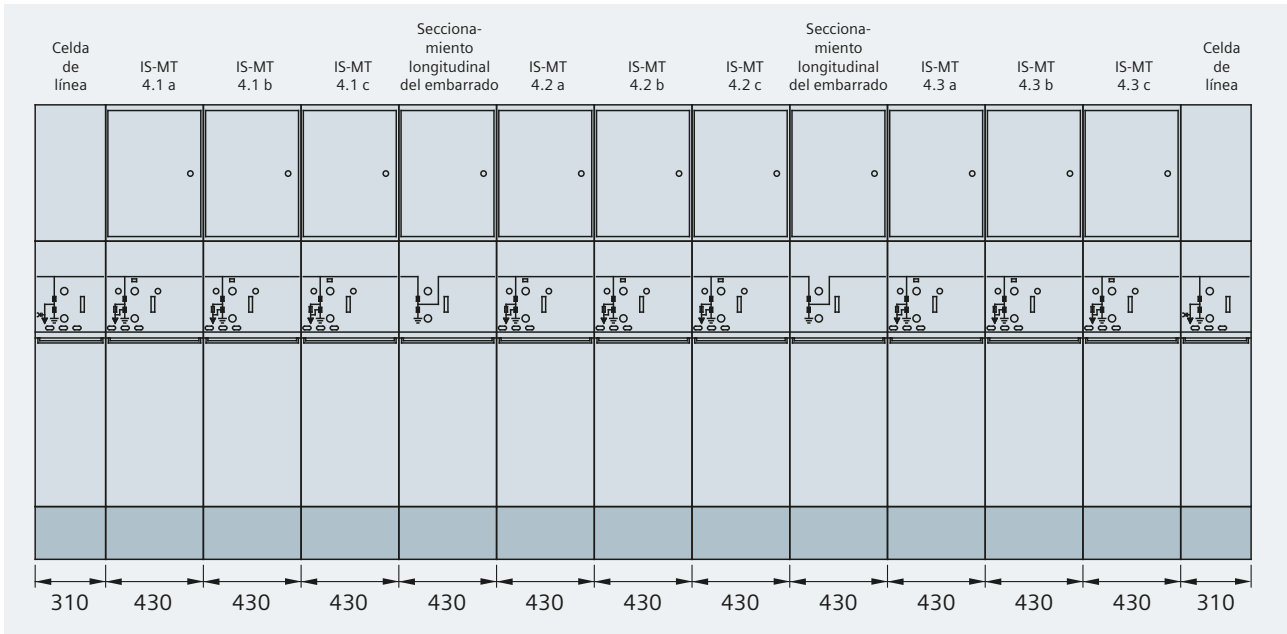 Celda
de
línea
IS-MT
4.1 a
IS-MT
4.1 b
IS-MT
4.1 c
Secciona-
miento
longitudinal
del embarrado
IS-MT
4.2 a
IS-MT
4.2 b
IS-MT
4.2 c
Secciona-
miento
longitudinal
del embarrado
IS-MT
4.3 a
IS-MT
4.3 b
IS-MT
4.3 c
Celda
de
línea
310 430 430 430 430 430 430 430 430 430 430 430 310